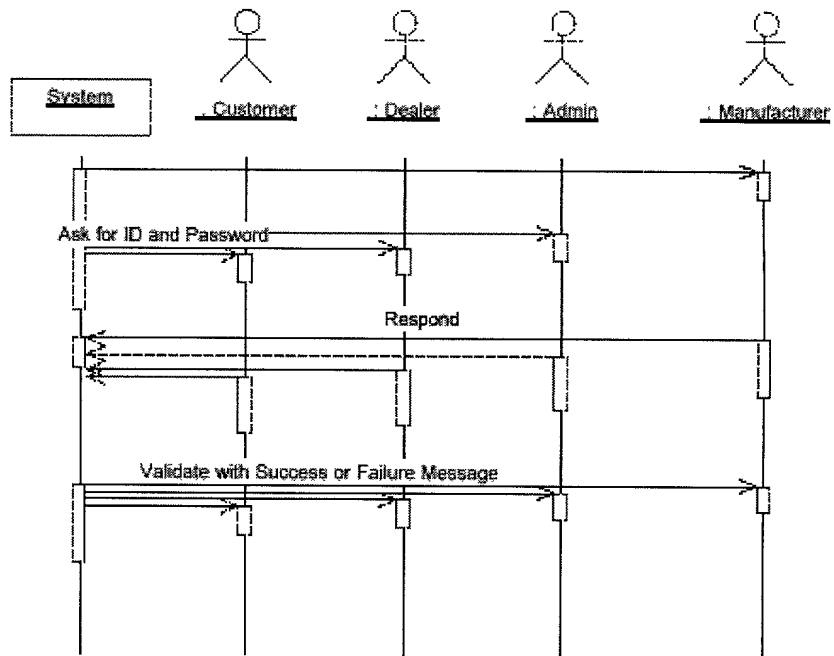 System
: Customer
: Dealer
: Admin
: Manufacturer
Ask for ID and Password
Respond
Validate with Success or Failure Message